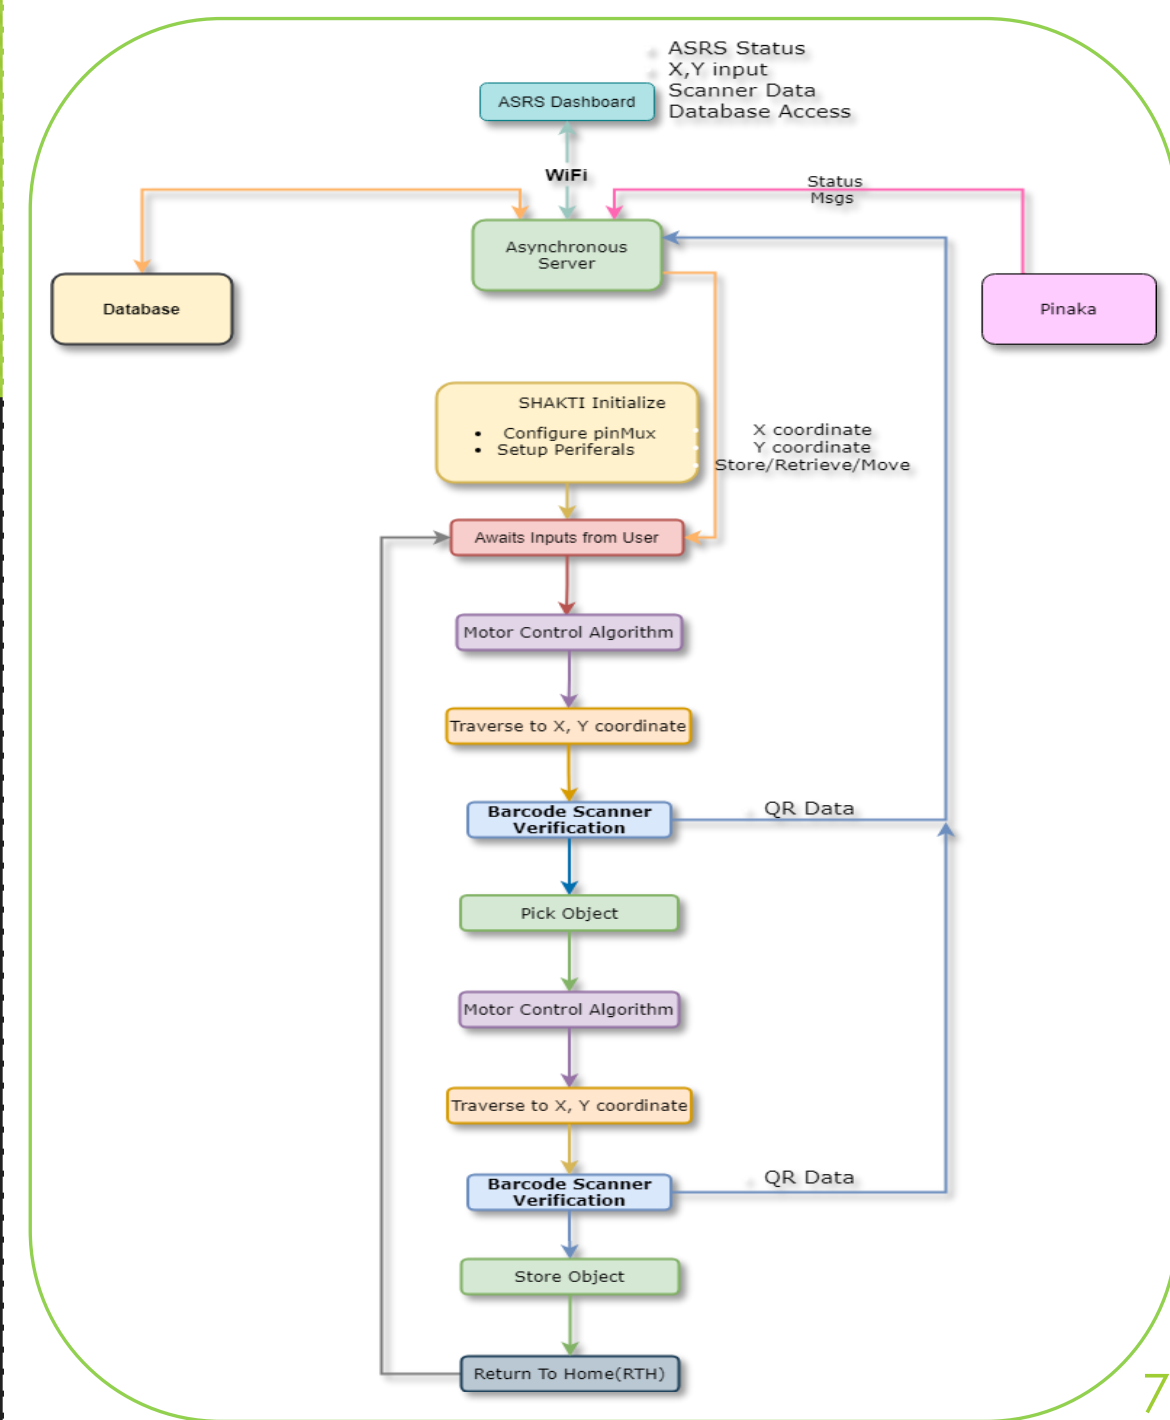 ASRS Status
X,Y input
Scanner Data
Database Access
ASRS Dashboard
WiFi
Status
Msgs
Asynchronous
Server
Database
Pinaka
SHAKTI Initialize
• Configure pinMux
• Setup Periferals
X coordinate
Y coordinate
Store/Retrieve/Move
Awaits Inputs from User
Motor Control Algorithm
Traverse to X, Y coordinate
Barcode Scanner
Verification
QR Data
Pick Object
Motor Control Algorithm
Traverse to X, Y coordinate
Barcode Scanner
Verification
QR Data
Store Object
Return To Home(RTH)
7